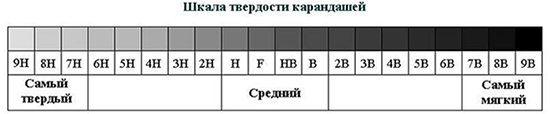 Шкала твердости карандашей
9H 8H 7H 6H 5H 4H 3H 2H H F HB B 2B 3B 4B 5B 6B 7B 8B 9B
Самый твердый
Средний
Самый мягкий